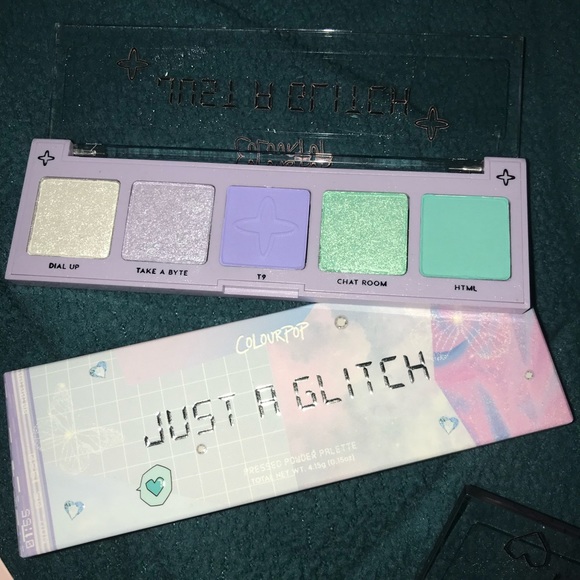 JUST A GLITCH
COLOURPOP
DIAL UP
TAKE A BYTE
T9
CHAT ROOM
HTML
COLOURPOP
JUST A GLITCH
PRESSED POWDER PALETTE